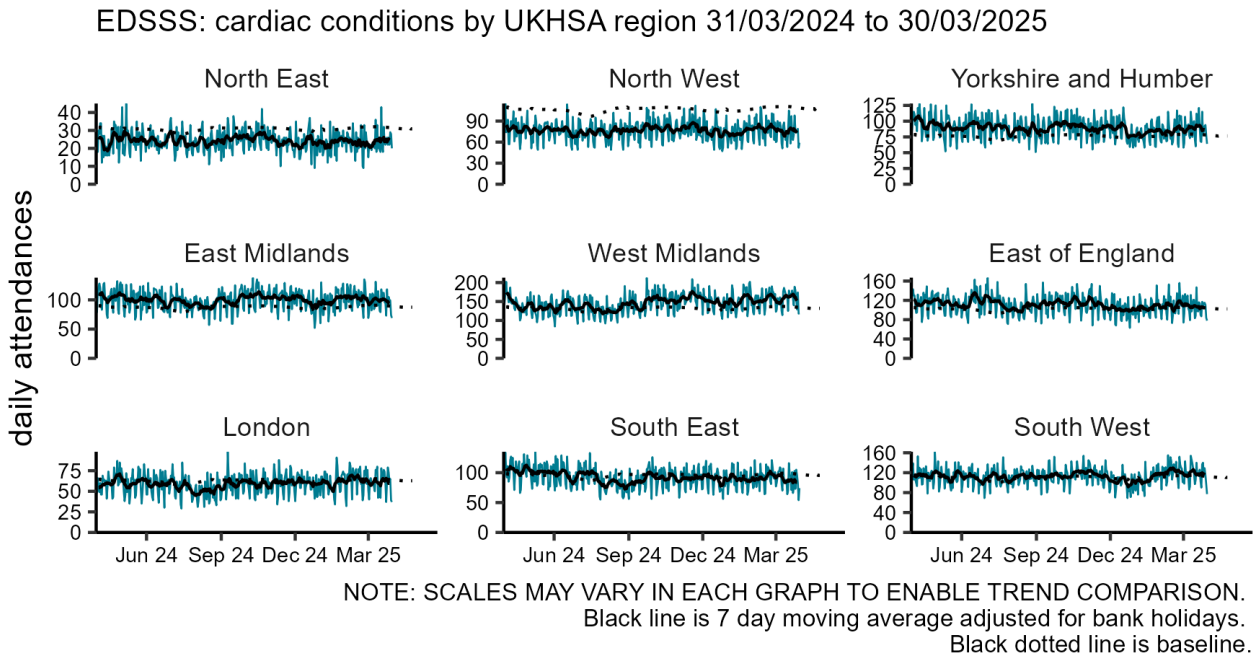 EDSSS: cardiac conditions by UKHSA region 31/03/2024 to 30/03/2025
North East
North West
Yorkshire and Humber
40
30
20
10
0
90
60
30
0
125
100
75
50
25
0
daily attendances
East Midlands
West Midlands
East of England
100
50
0
200
150
100
50
0
160
120
80
40
0
London
South East
South West
75
50
25
0
100
50
0
160
120
80
40
0
Jun 24 Sep 24 Dec 24 Mar 25
Jun 24 Sep 24 Dec 24 Mar 25
Jun 24 Sep 24 Dec 24 Mar 25
NOTE: SCALES MAY VARY IN EACH GRAPH TO ENABLE TREND COMPARISON.
Black line is 7 day moving average adjusted for bank holidays.
Black dotted line is baseline.